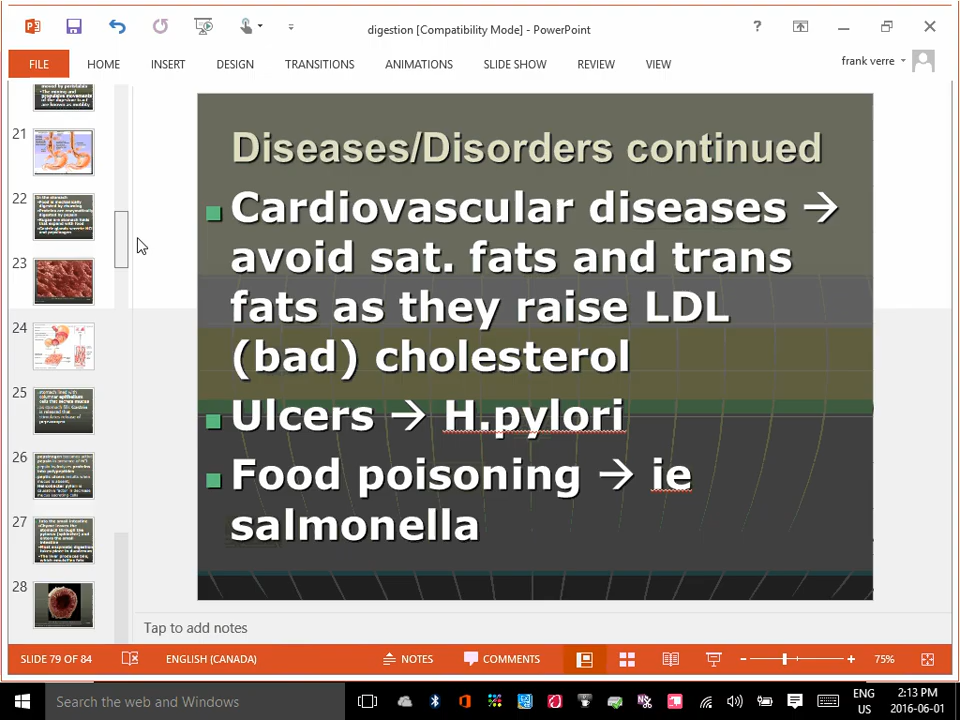 digestion [Compatibility Mode] - PowerPoint
?
FILE HOME INSERT DESIGN TRANSITIONS ANIMATIONS SLIDE SHOW REVIEW VIEW
frank verre
21
22
23
24
25
26
27
28
Diseases/Disorders continued
Cardiovascular diseases →
avoid sat. fats and trans
fats as they raise LDL
(bad) cholesterol
Ulcers → H.pylori
Food poisoning → ie
salmonella
Tap to add notes
SLIDE 79 OF 84 ENGLISH (CANADA) NOTES COMMENTS 75%
Search the web and Windows
ENG 2:13 PM
US 2016-06-01